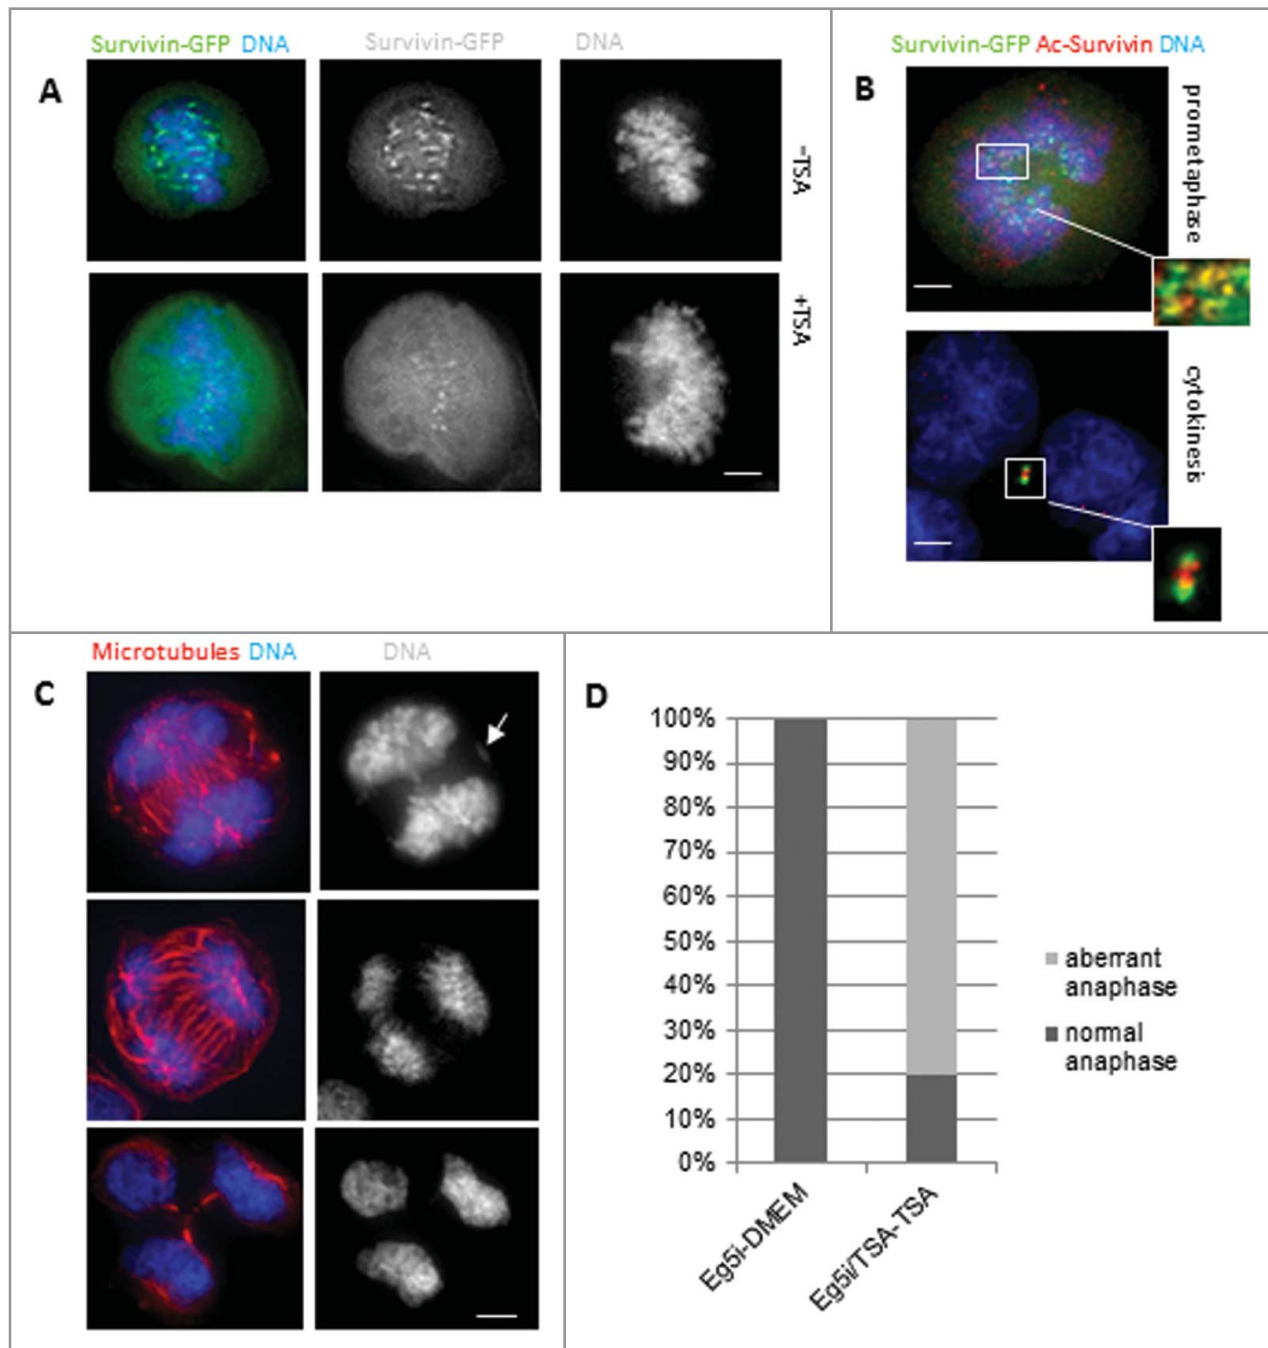 A
Survivin-GFP DNA
Survivin-GFP
DNA
-TSA
+TSA
B
Survivin-GFP Ac-Survivin DNA
prometaphase
cytokinesis
C
Microtubules DNA
DNA
D
100%
90%
80%
70%
60%
50%
40%
30%
20%
10%
0%
Eg5i-DMEM
Eg5i/TSA-TSA
aberrant
anaphase
normal
anaphase